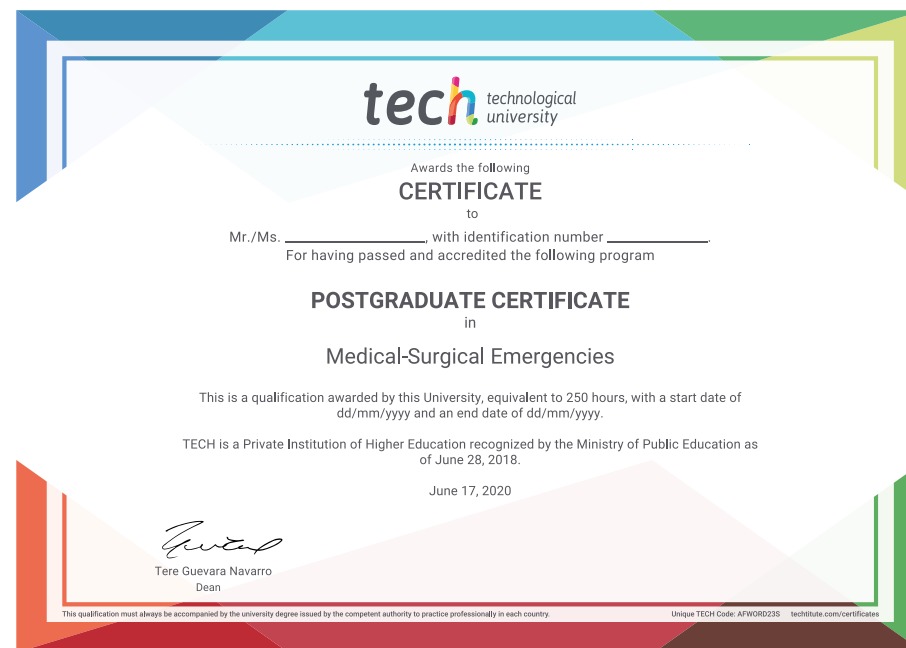 tech technological
university
Awards the following
CERTIFICATE
to
Mr./Ms. ____________________, with identification number ______________.
For having passed and accredited the following program
POSTGRADUATE CERTIFICATE
in
Medical-Surgical Emergencies
This is a qualification awarded by this University, equivalent to 250 hours, with a start date of
dd/mm/yyyy and an end date of dd/mm/yyyy.
TECH is a Private Institution of Higher Education recognized by the Ministry of Public Education as
of June 28, 2018.
June 17, 2020
Tere Guevara Navarro
Dean
This qualification must always be accompanied by the university degree issued by the competent authority to practice professionally in each country.
Unique TECH Code: AFWORD23S techtitute.com/certificates